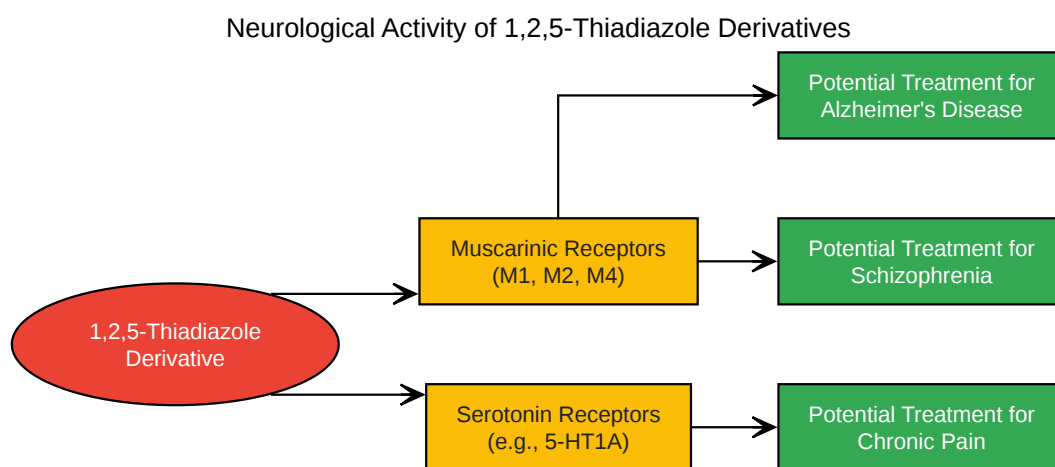 Neurological Activity of 1,2,5-Thiadiazole Derivatives
Potential Treatment for
Alzheimer's Disease
Muscarinic Receptors
(M1, M2, M4)
Potential Treatment for
Schizophrenia
1,2,5-Thiadiazole
Derivative
Serotonin Receptors
(e.g., 5-HT1A)
Potential Treatment for
Chronic Pain